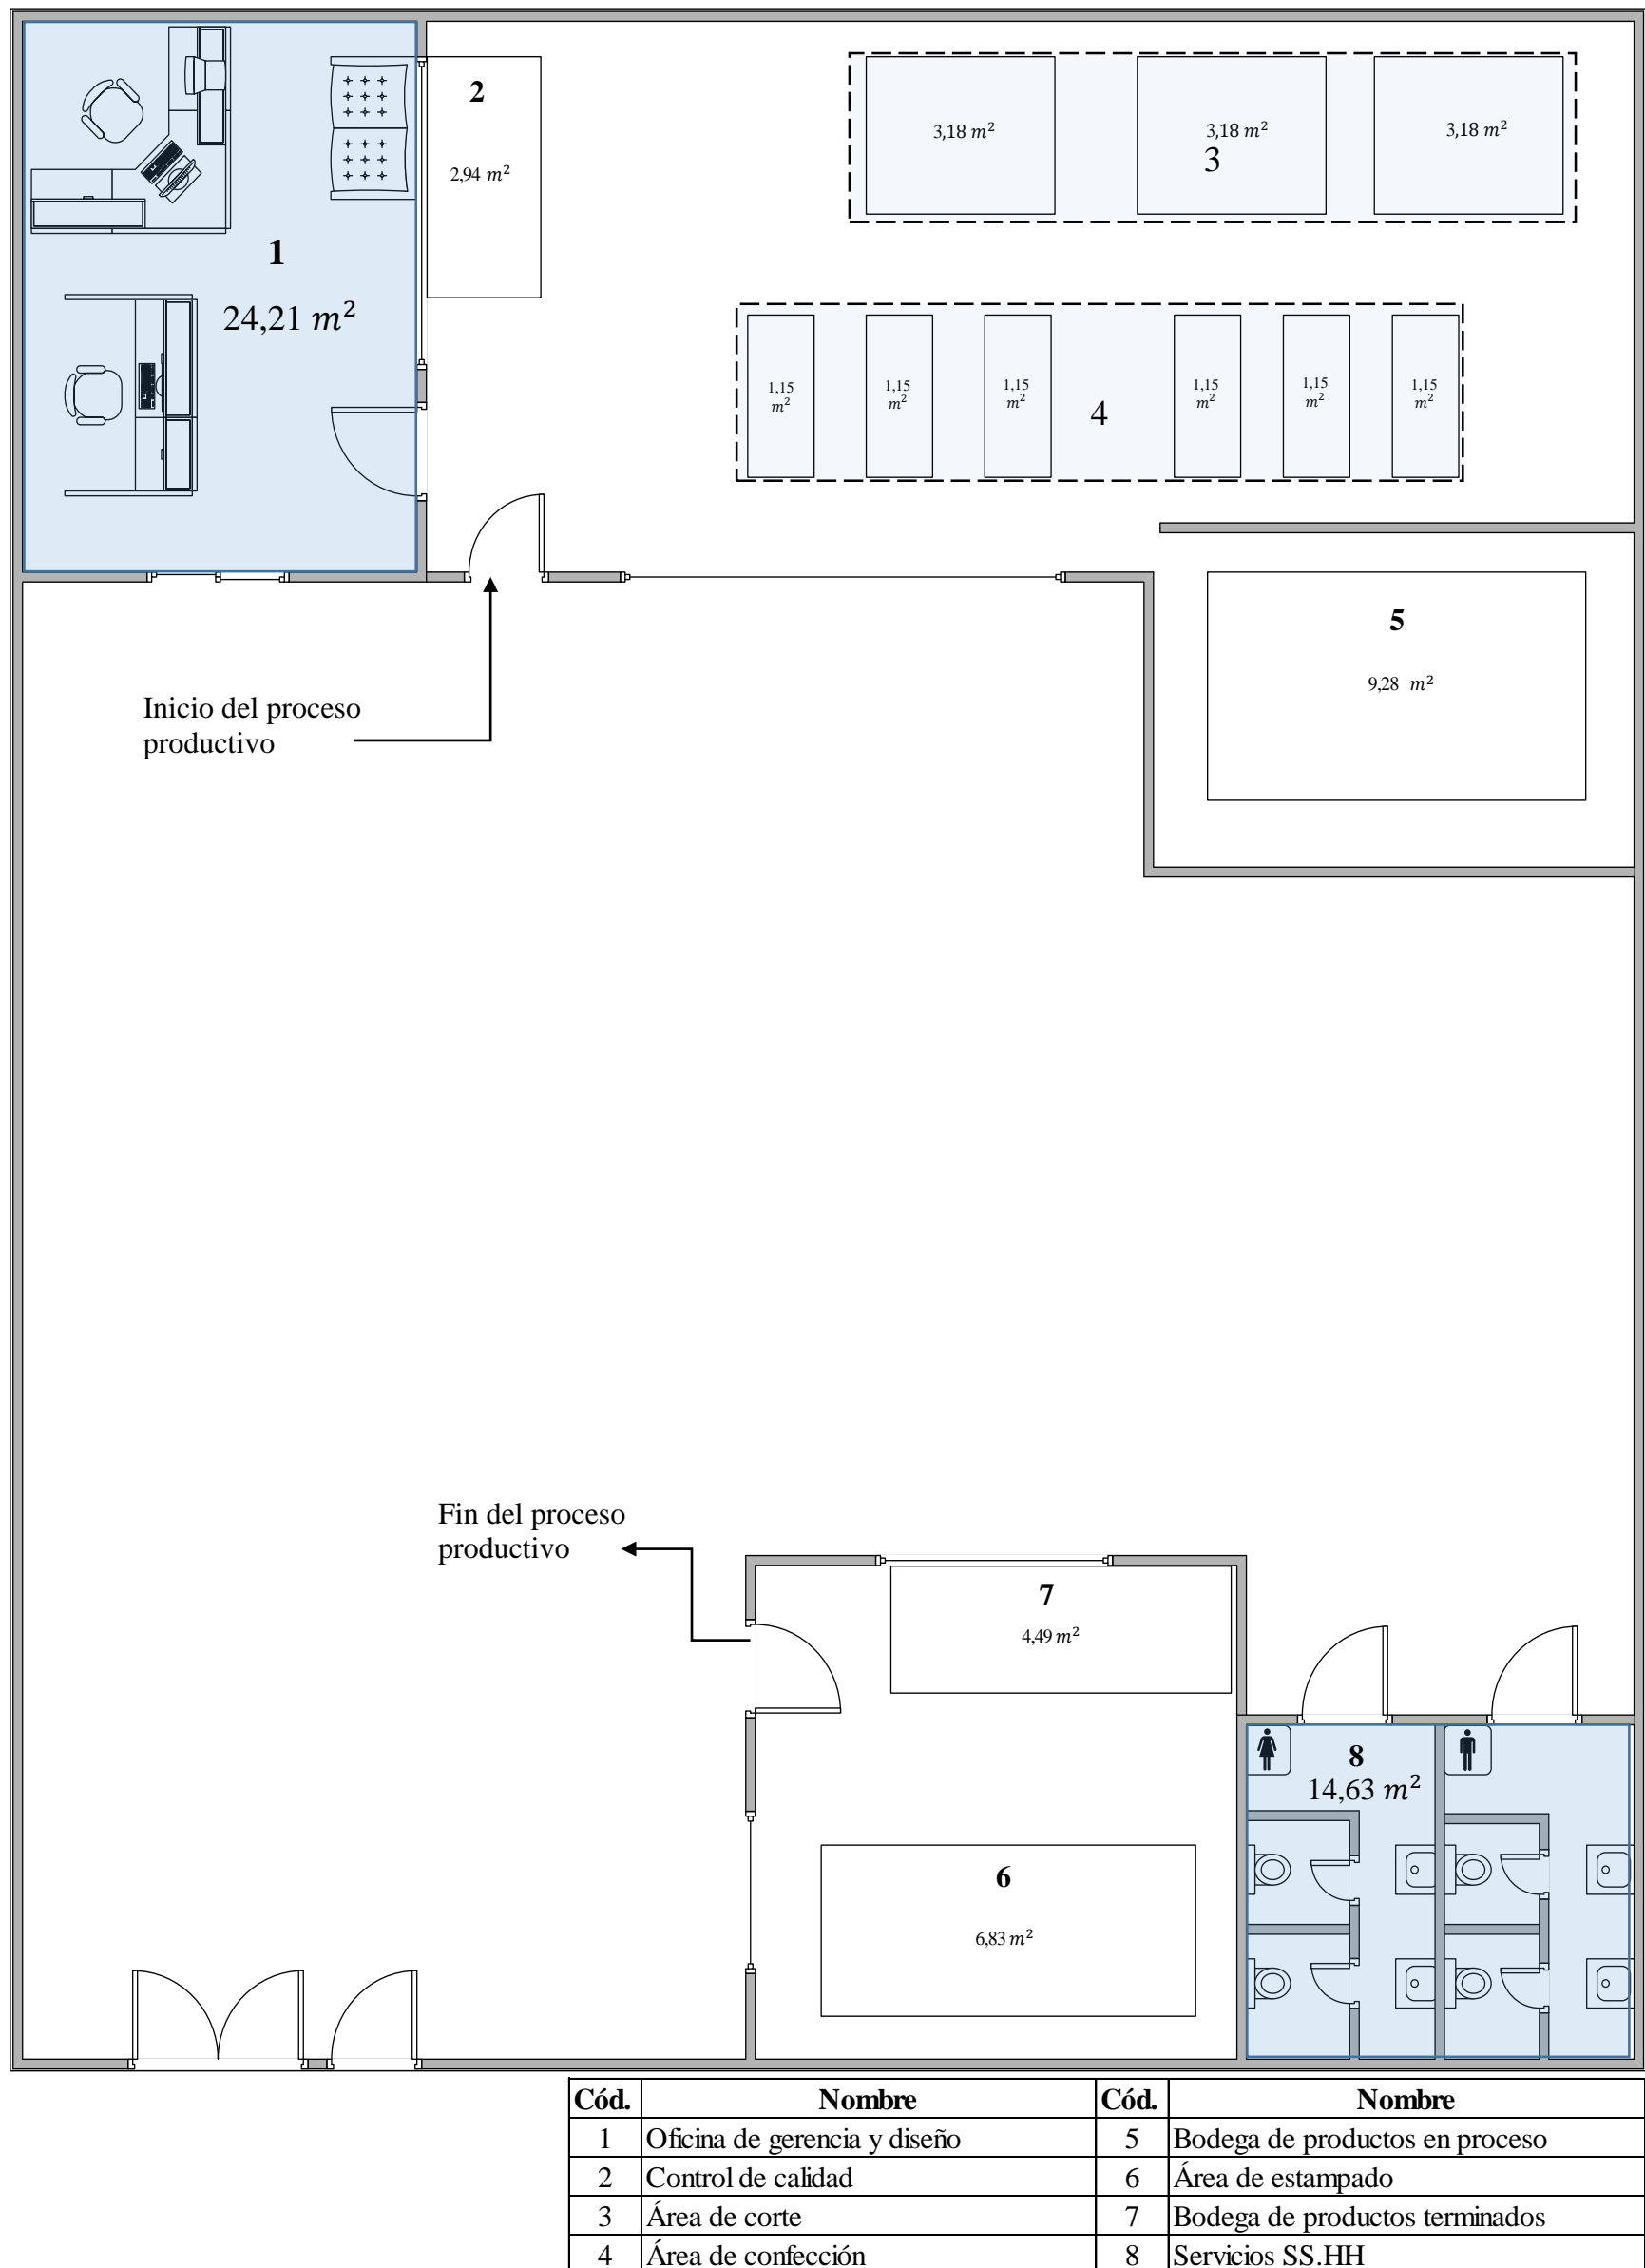 2
2,94 m²
3,18 m²
3,18 m²
3,18 m²
3
1
24,21 m²
1,15
m²
1,15
m²
1,15
m²
4
1,15
m²
1,15
m²
1,15
m²
5
9,28 m²
Inicio del proceso
productivo
Fin del proceso
productivo
7
4,49 m²
8
14,63 m²
6
6,83 m²
Cód. Nombre Cód. Nombre
1 Oficina de gerencia y diseño 5 Bodega de productos en proceso
2 Control de calidad 6 Área de estampado
3 Área de corte 7 Bodega de productos terminados
4 Área de confección 8 Servicios SS.HH